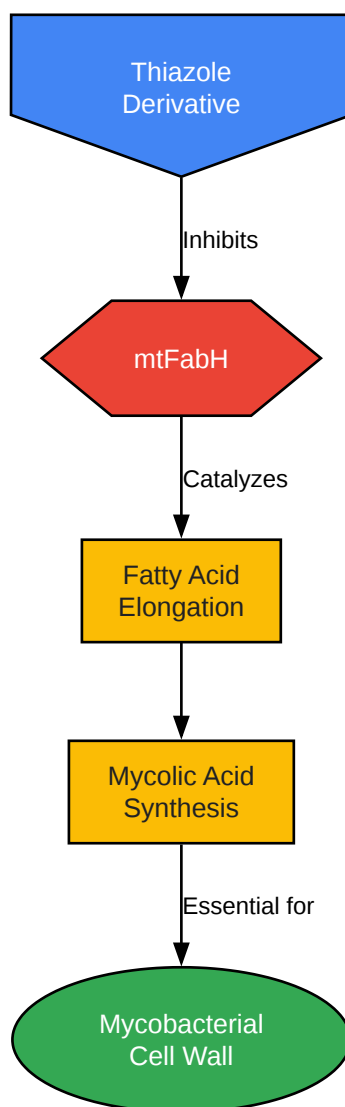 Thiazole
Derivative
Inhibits
mtFabH
Catalyzes
Fatty Acid
Elongation
Mycolic Acid
Synthesis
Essential for
Mycobacterial
Cell Wall